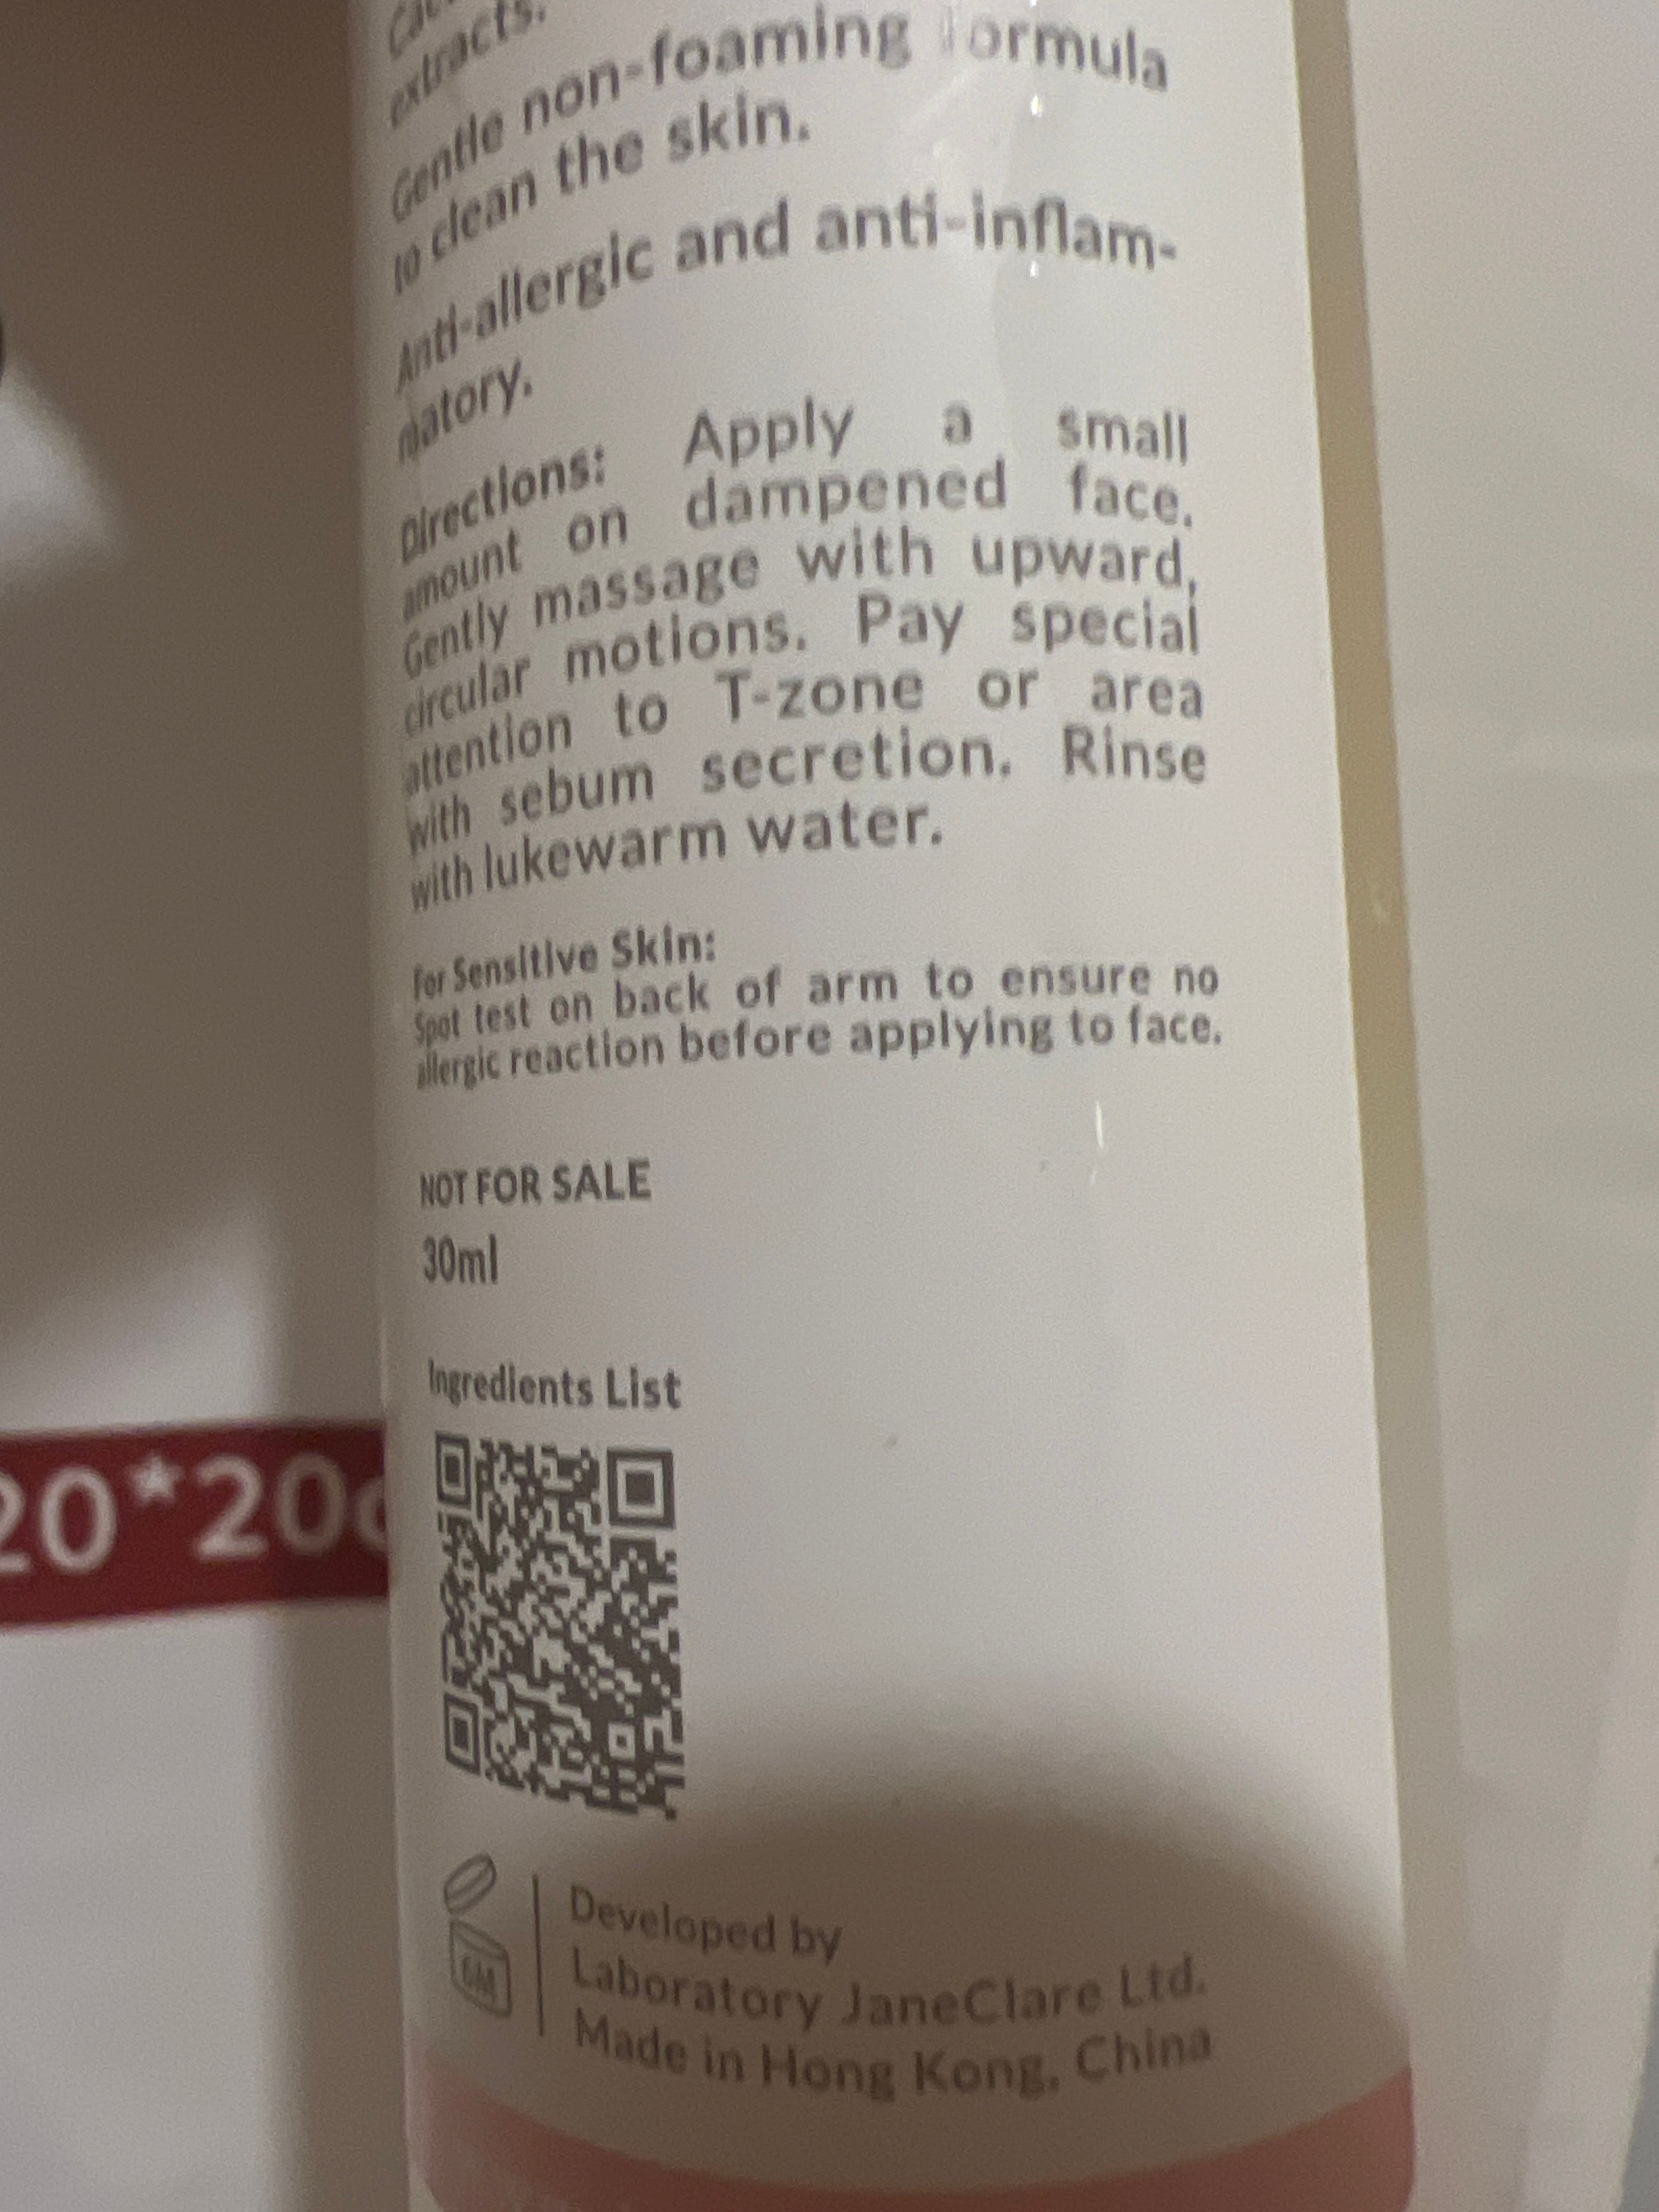 extracts.
Gentle non-foaming formula
to clean the skin.
Anti-allergic and anti-inflam-
matory.
Directions: Apply a small
amount on dampened face.
Gently massage with upward,
circular motions. Pay special
attention to T-zone or area
with sebum secretion. Rinse
with lukewarm water.
For Sensitive Skin:
Spot test on back of arm to ensure no
allergic reaction before applying to face.
NOT FOR SALE
30ml
Ingredients List
20*20c
6M
Developed by
Laboratory JaneClare Ltd.
Made in Hong Kong, China